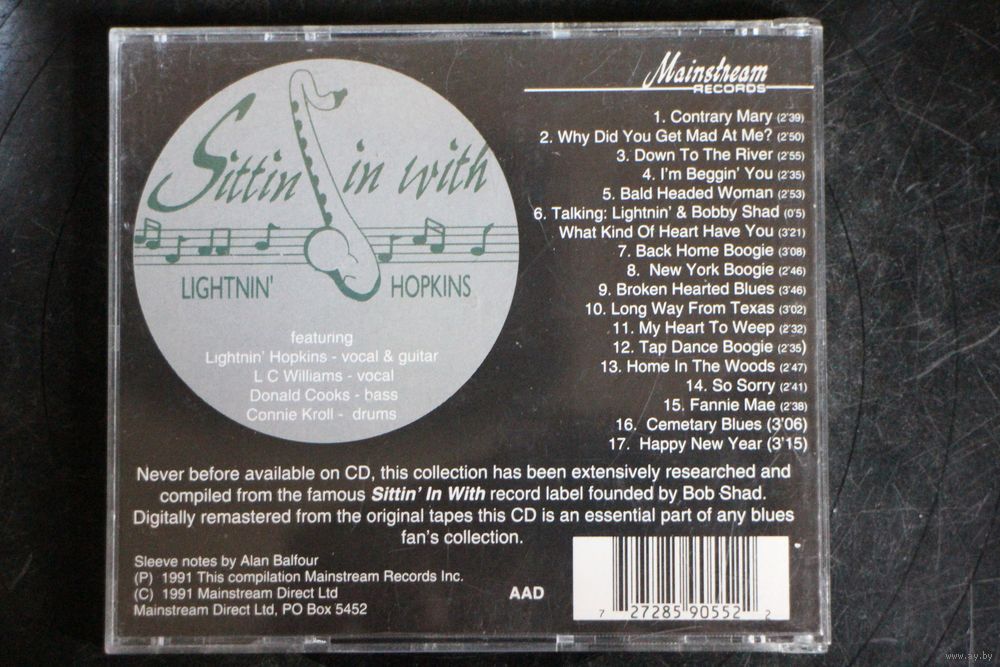 Mainstream
RECORDS
1. Contrary Mary (2'39)
2. Why Did You Get Mad At Me? (2'50)
3. Down To The River (2'55)
4. I'm Beggin' You (2'35)
5. Bald Headed Woman (2'53)
6. Talking: Lightnin' & Bobby Shad (0'5)
What Kind Of Heart Have You (3'21)
7. Back Home Boogie (3'08)
8. New York Boogie (2'46)
9. Broken Hearted Blues (3'46)
10. Long Way From Texas (3'02)
11. My Heart To Weep (2'32)
12. Tap Dance Boogie (2'35)
13. Home In The Woods (2'47)
14. So Sorry (2'41)
15. Fannie Mae (2'38)
16. Cemetary Blues (3'06)
17. Happy New Year (3'15)
Sittin' in with
LIGHTNIN' HOPKINS
featuring
Lightnin' Hopkins - vocal & guitar
L C Williams - vocal
Donald Cooks - bass
Connie Kroll - drums
Never before available on CD, this collection has been extensively researched and
compiled from the famous Sittin' In With record label founded by Bob Shad.
Digitally remastered from the original tapes this CD is an essential part of any blues
fan's collection.
Sleeve notes by Alan Balfour
(P) 1991 This compilation Mainstream Records Inc.
(C) 1991 Mainstream Direct Ltd
Mainstream Direct Ltd, PO Box 5452
AAD
7 27285 90552 2
www.ay.by